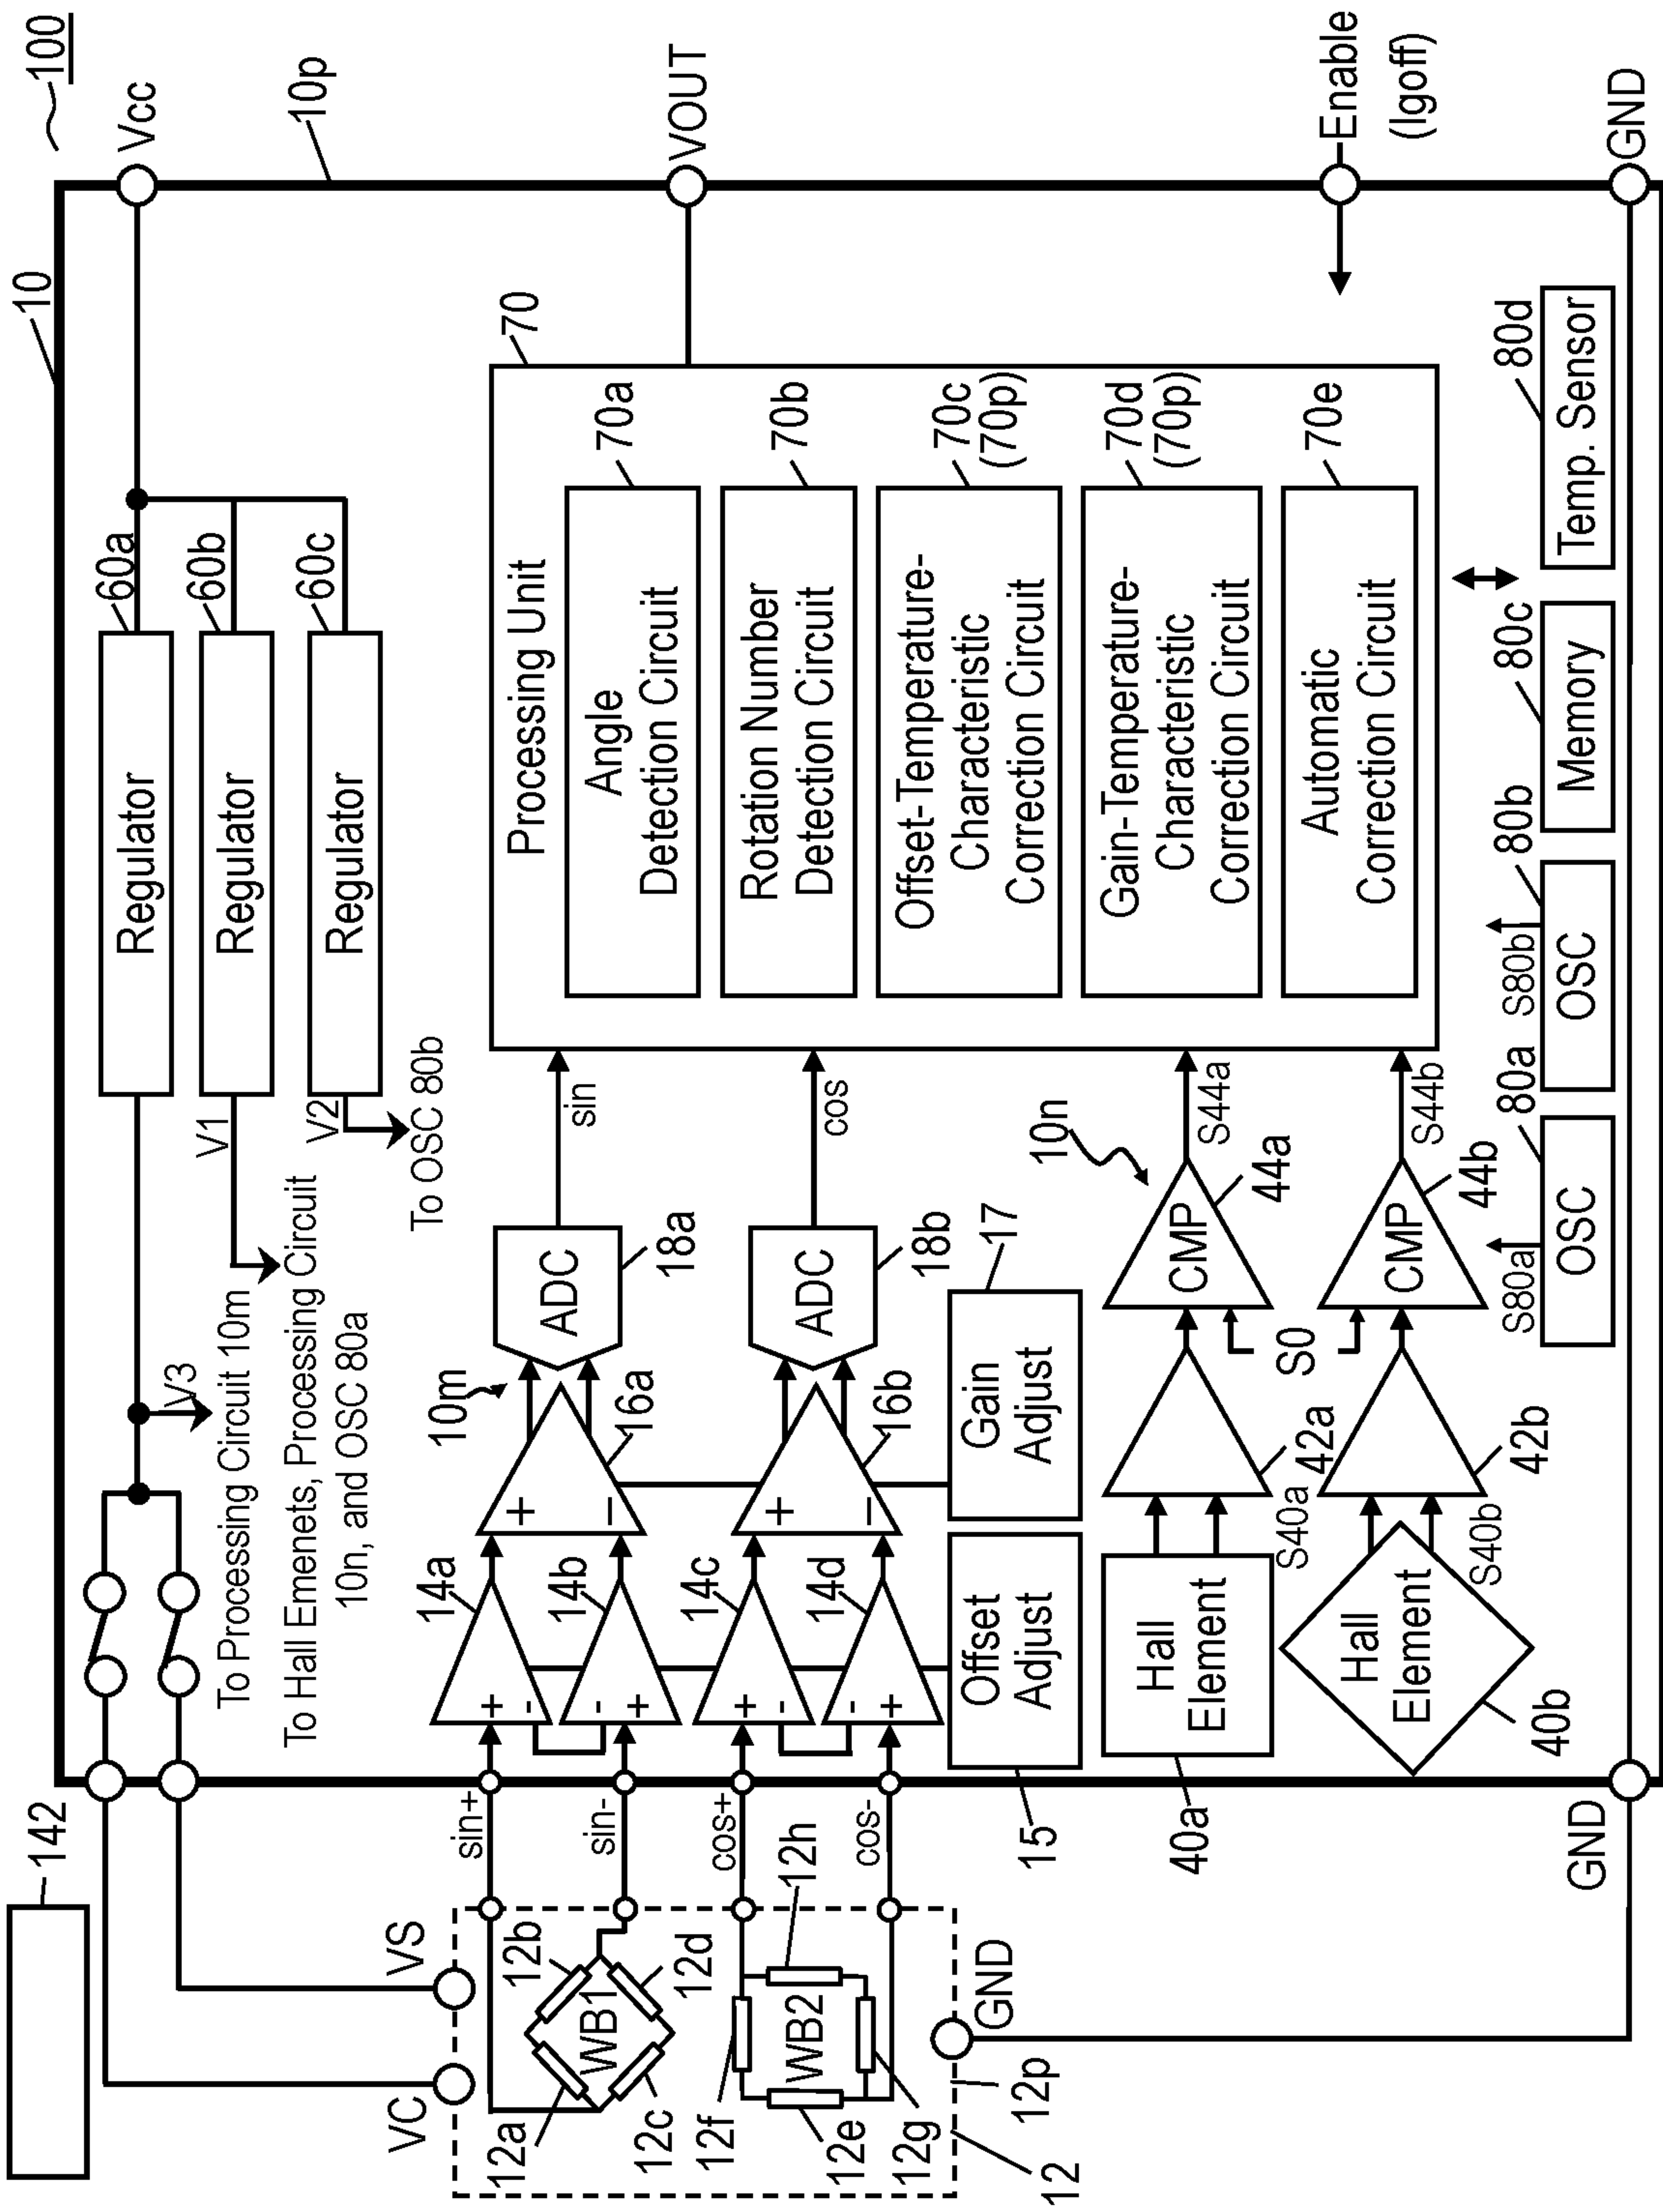 100
10
Vcc
10p
60a
Regulator
60b
Regulator
60c
Regulator
V3
To Processing Circuit 10m
V1
To Hall Emenets, Processing Circuit
10n, and OSC 80a
V2
To OSC 80b
142
VC
VS
12a
12b
12c
12d
WB1
12e
12f
12g
12h
WB2
GND
12p
12
sin+
sin-
cos+
cos-
14a
+
-
14b
-
+
14c
+
-
14d
-
+
10m
16a
+
−
16b
+
−
ADC
18a
ADC
18b
sin
cos
Offset
Adjust
15
Gain
Adjust
17
VOUT
70
Processing Unit
Angle
Detection Circuit
70a
Rotation Number
Detection Circuit
70b
Offset-Temperature-
Characteristic
Correction Circuit
70c
(70p)
Gain-Temperature-
Characteristic
Correction Circuit
70d
(70p)
Automatic
Correction Circuit
70e
Hall
Element
40a
S40a
42a
CMP
44a
S44a
10n
S0
Hall
Element
40b
S40b
42b
CMP
44b
S44b
Enable
(Igoff)
S80a
OSC
80a
S80b
OSC
80b
Memory
80c
Temp. Sensor
80d
GND
GND